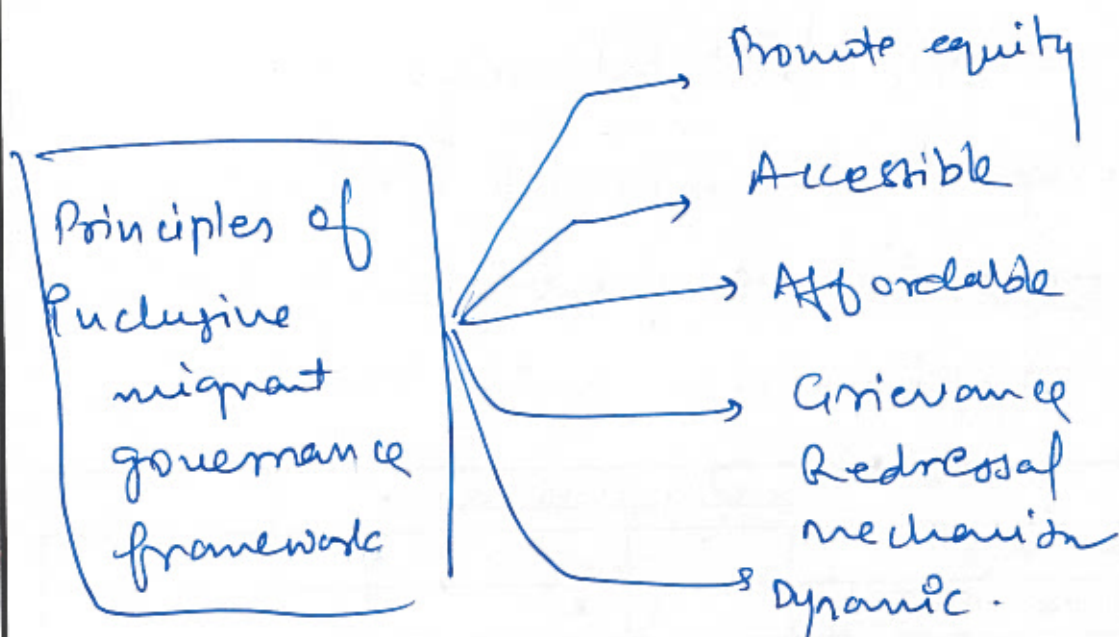 Principles of
Inclusive
migrant
governance
framework
Promote equity
Accessible
Affordable
Grievance
Redressal
mechanism
Dynamic.